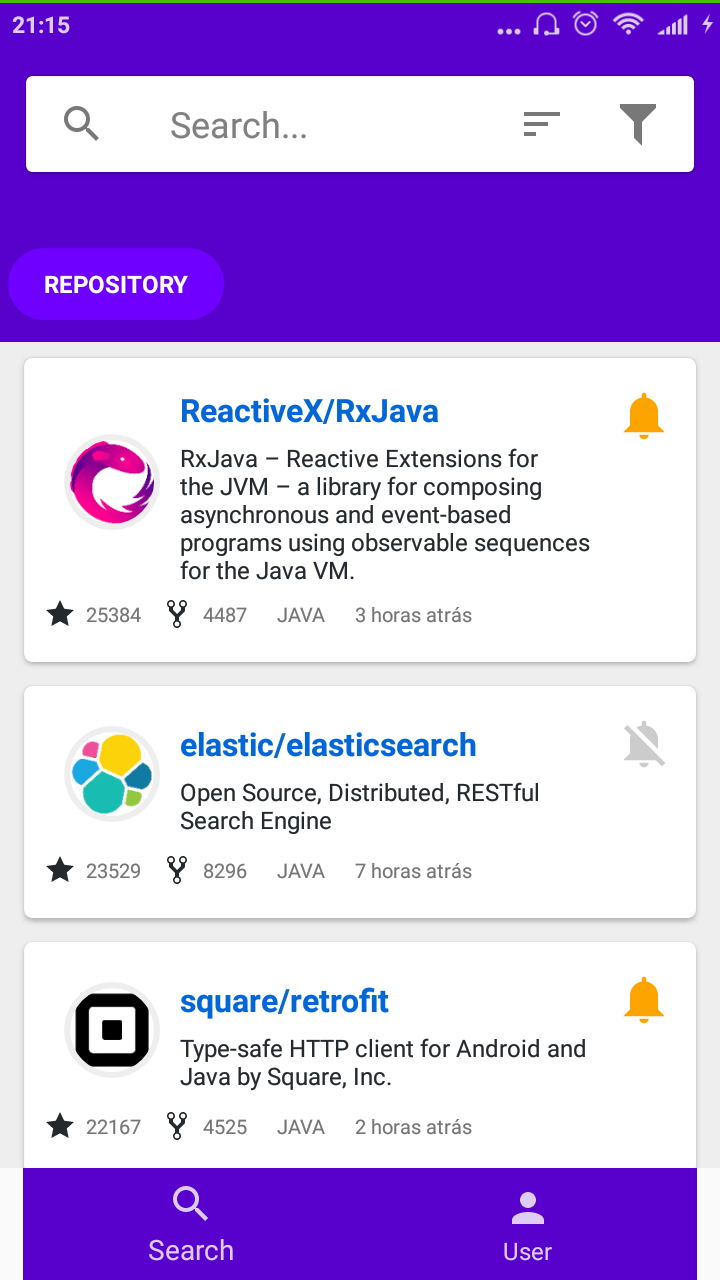 21:15
Search...
REPOSITORY
ReactiveX/RxJava
RxJava – Reactive Extensions for
the JVM – a library for composing
asynchronous and event-based
programs using observable sequences
for the Java VM.
25384 4487 JAVA 3 horas atrás
elastic/elasticsearch
Open Source, Distributed, RESTful
Search Engine
23529 8296 JAVA 7 horas atrás
square/retrofit
Type-safe HTTP client for Android and
Java by Square, Inc.
22167 4525 JAVA 2 horas atrás
Search User